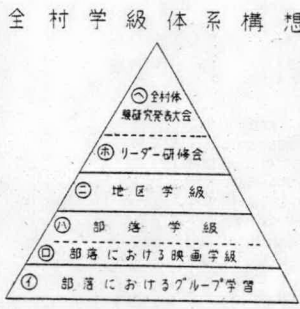 全村学級体系構想
㋬全村体
験研究発表大会
㋭リーダー研修会
㋥地区学級
㋩部落学級
㋺部落における映画学級
㋑部落におけるグループ学習